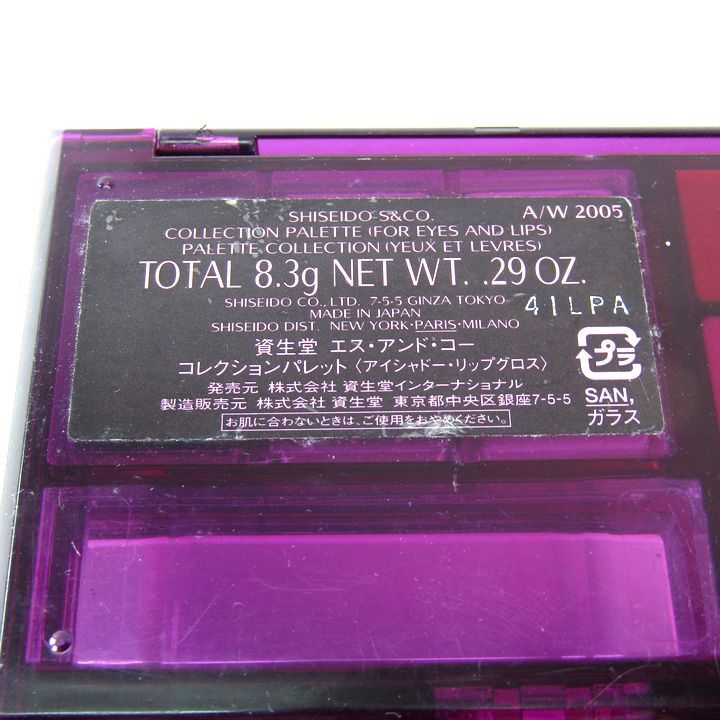 SHISEIDO S&CO. A/W 2005
COLLECTION PALETTE (FOR EYES AND LIPS)
PALETTE COLLECTION (YEUX ET LEVRES)
TOTAL 8.3g NET WT. .29 OZ.
SHISEIDO CO., LTD. 7-5-5 GINZA TOKYO
MADE IN JAPAN
SHISEIDO DIST. NEW YORK・PARIS・MILANO
41LPA
資生堂 エス・アンド・コー
コレクションパレット〈アイシャドー・リップグロス〉
発売元 株式会社 資生堂インターナショナル
製造販売元 株式会社 資生堂 東京都中央区銀座7-5-5
お肌に合わないときは、ご使用をおやめください。
プラ
SAN,
ガラス